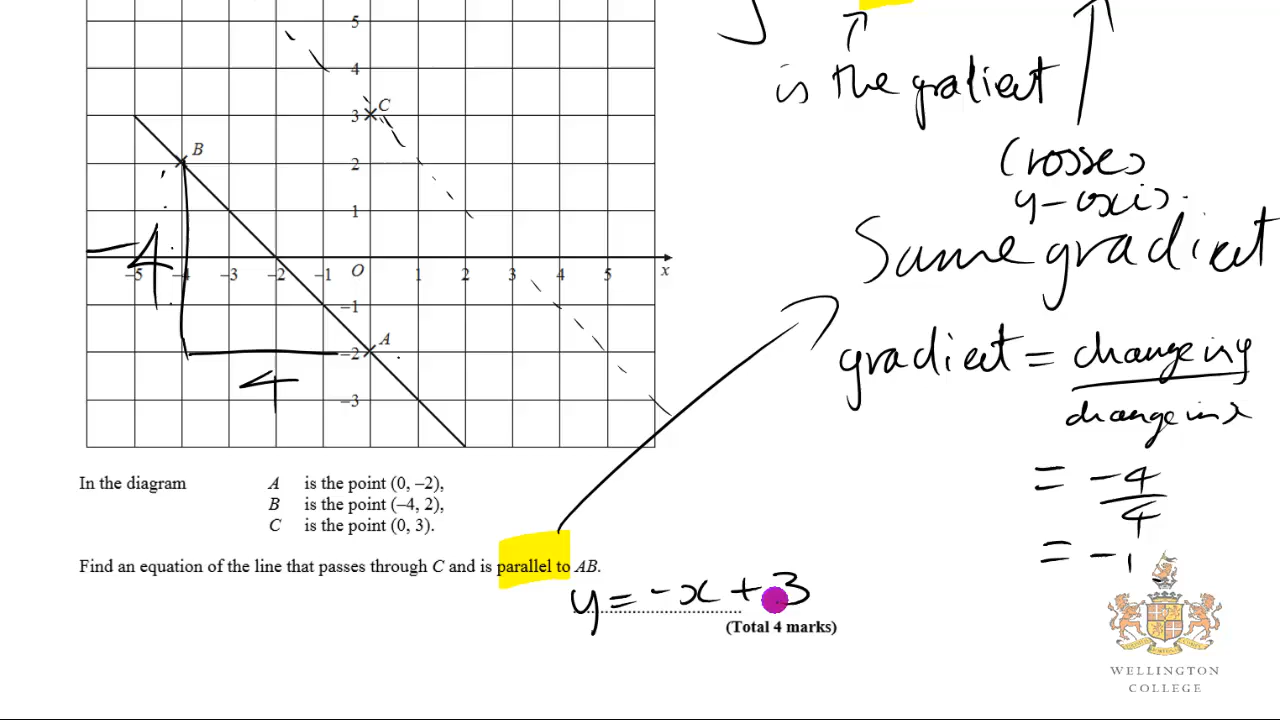 5
4
C
3
B
2
1
-4
-5 -4 -3 -2 -1 O 1 2 3 4 5 x
-1
A
-2
4
-3
is the gradient
Crosses
y-axis.
Same gradient
gradient = change in y
change in x
= -4
4
= -1
In the diagram A is the point (0, –2),
B is the point (–4, 2),
C is the point (0, 3).
Find an equation of the line that passes through C and is parallel to AB.
y = -x + 3
(Total 4 marks)
WELLINGTON
COLLEGE